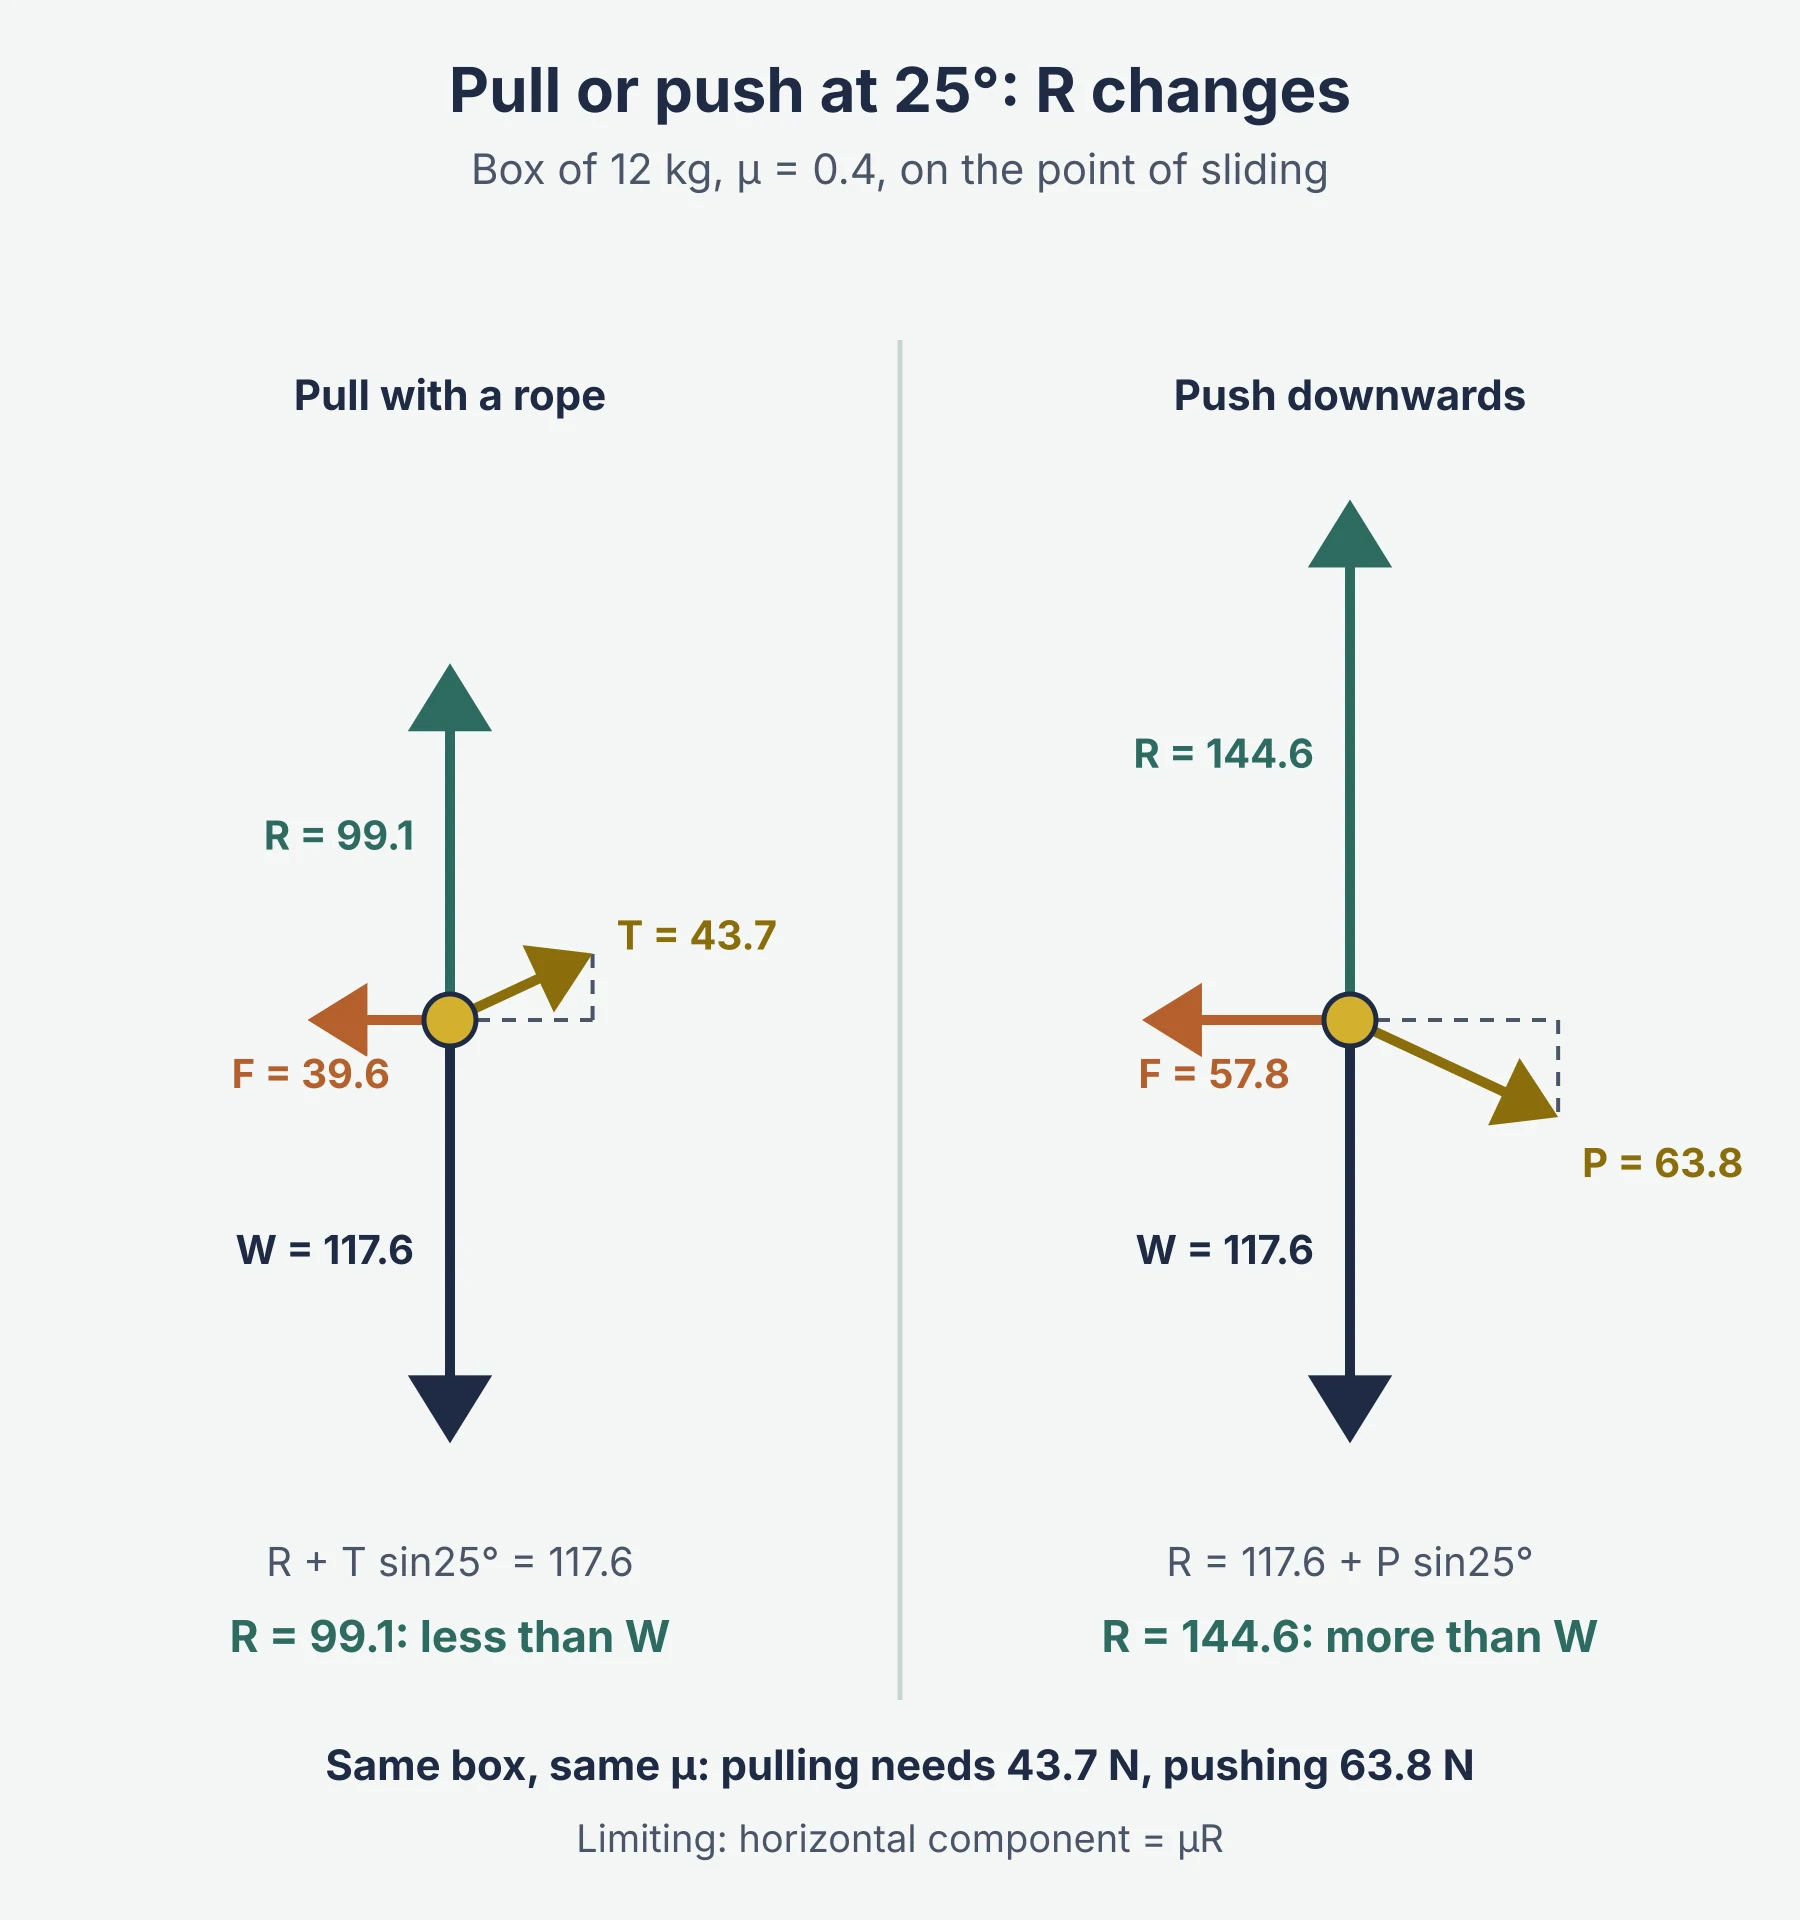 Pull or push at 25°: R changes
Box of 12 kg, μ = 0.4, on the point of sliding
Pull with a rope
R = 99.1
T = 43.7
F = 39.6
W = 117.6
R + T sin25° = 117.6
R = 99.1: less than W
Push downwards
R = 144.6
F = 57.8
P = 63.8
W = 117.6
R = 117.6 + P sin25°
R = 144.6: more than W
Same box, same μ: pulling needs 43.7 N, pushing 63.8 N
Limiting: horizontal component = μR